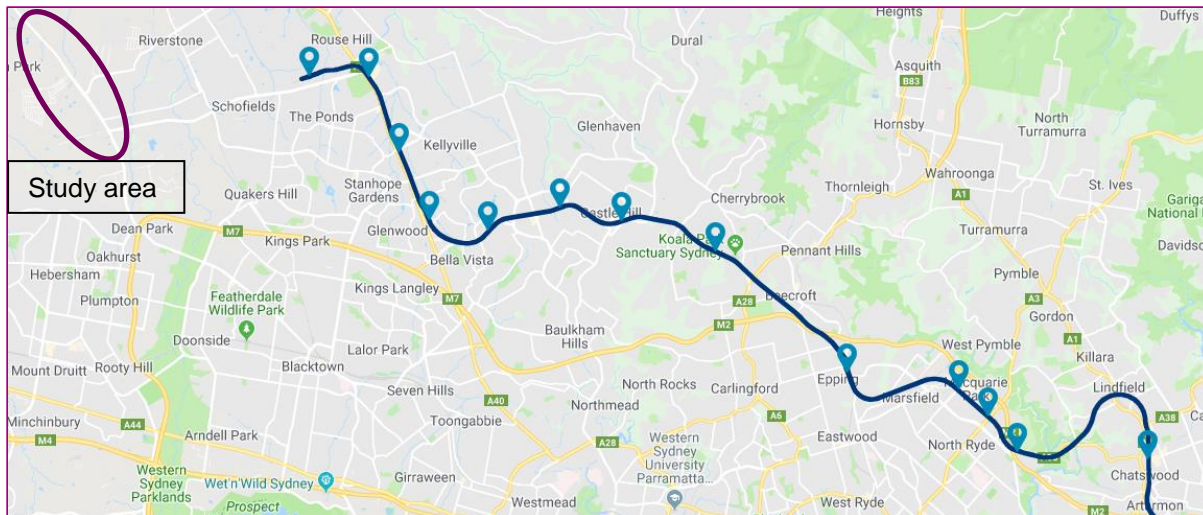 Heights
Duffys
Riverstone
Rouse Hill
Dural
Asquith
Park
B83
Schofields
The Ponds
Glenhaven
Hornsby
North
Turramurra
Kellyville
Wahroonga
Study area
Quakers Hill
Stanhope
Gardens
Cherrybrook
Thornleigh
A1
St. Ives
Dean Park
M7
Kings Park
Glenwood
Castle Hill
Koala Park
Sanctuary Sydney
Pennant Hills
Turramurra
Gariga
National
Oakhurst
Bella Vista
Davidso
Hebersham
Plumpton
Featherdale
Wildlife Park
Kings Langley
M7
A28
Beecroft
Pymble
A3
Gordon
Doonside
Lalor Park
Baulkham
Hills
M2
West Pymble
A1
Killara
Mount Druitt
Rooty Hill
Blacktown
Seven Hills
North Rocks
Carlingford
Epping
Marsfield
Macquarie
Park
Lindfield
Minchinbury
A44
A40
Northmead
A6
A38
Ca
M4
Arndell Park
Toongabbie
A28
Western
Sydney
University
Parramatta...
Eastwood
North Ryde
Western
Sydney
Parklands
Wet'n'Wild Sydney
Girraween
Chatswood
Prospect
Westmead
West Ryde
M2
Artarmon